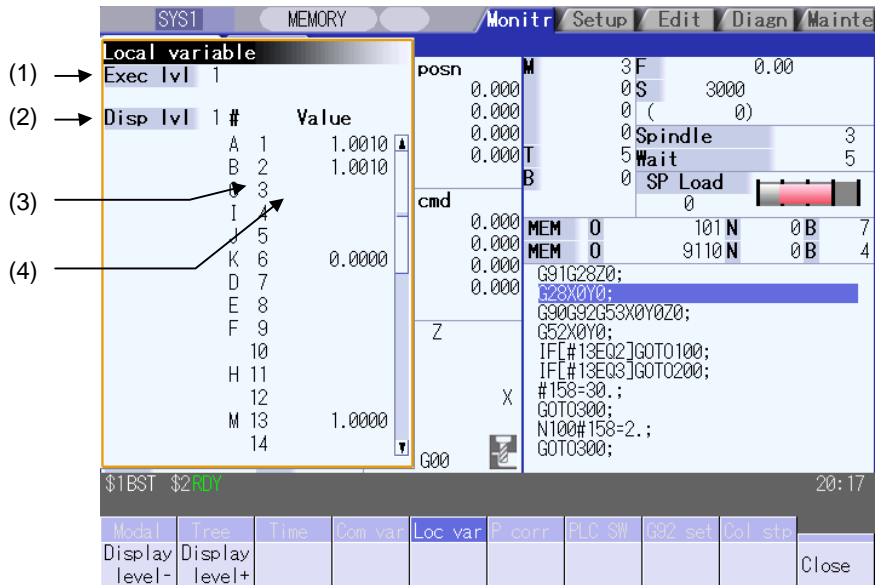 SYS1 MEMORY Monitr Setup Edit Diagn Mainte
Local variable
(1) Exec lvl 1
(2) Disp lvl 1 # Value
A 1 1.0010
B 2 1.0010
(3) C 3
I 4
J 5
(4) K 6 0.0000
D 7
E 8
F 9
10
H 11
12
M 13 1.0000
14
posn
0.000
0.000
0.000
0.000
cmd
0.000
0.000
0.000
0.000
Z
X
G00
M 3
0
0
0
T 5
B 0
F 0.00
S 3000
( 0)
Spindle 3
Wait 5
SP Load
0
MEM O 101 N 0 B 7
MEM O 9110 N 0 B 4
G91G28Z0;
G28X0Y0;
G90G92G53X0Y0Z0;
G52X0Y0;
IF[#13EQ2]GOTO100;
IF[#13EQ3]GOTO200;
#158=30.;
GOTO300;
N100#158=2.;
GOTO300;
$1BST $2RDY 20:17
Modal Tree Time Com var Loc var P corr PLC SW G92 set Col stp
Display level- Display level+ Close